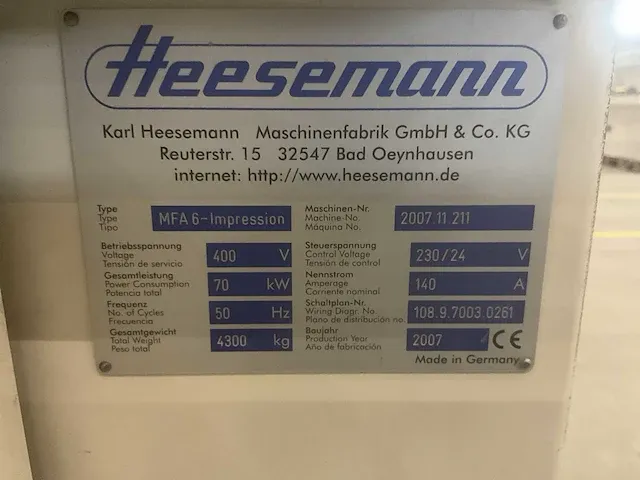 Heesemann
Karl Heesemann Maschinenfabrik GmbH & Co. KG
Reuterstr. 15 32547 Bad Oeynhausen
internet: http://www.heesemann.de
Type
Type
Tipo
MFA 6-Impression
Maschinen-Nr.
Machine-No.
Máquina No.
2007.11.211
Betriebsspannung
Voltage
Tensión de servicio
400 V
Steuerspannung
Control Voltage
Tensión de control
230/24 V
Gesamtleistung
Power Consumption
Potencia total
70 kW
Nennstrom
Amperage
Corriente nominal
140 A
Frequenz
No. of Cycles
Frecuencia
50 Hz
Schaltplan-Nr.
Wiring Diagr. No.
Plano de distribución no.
108.9.7003.0261
Gesamtgewicht
Total Weight
Peso total
4300 kg
Baujahr
Production Year
Año de fabricación
2007
CE
Made in Germany